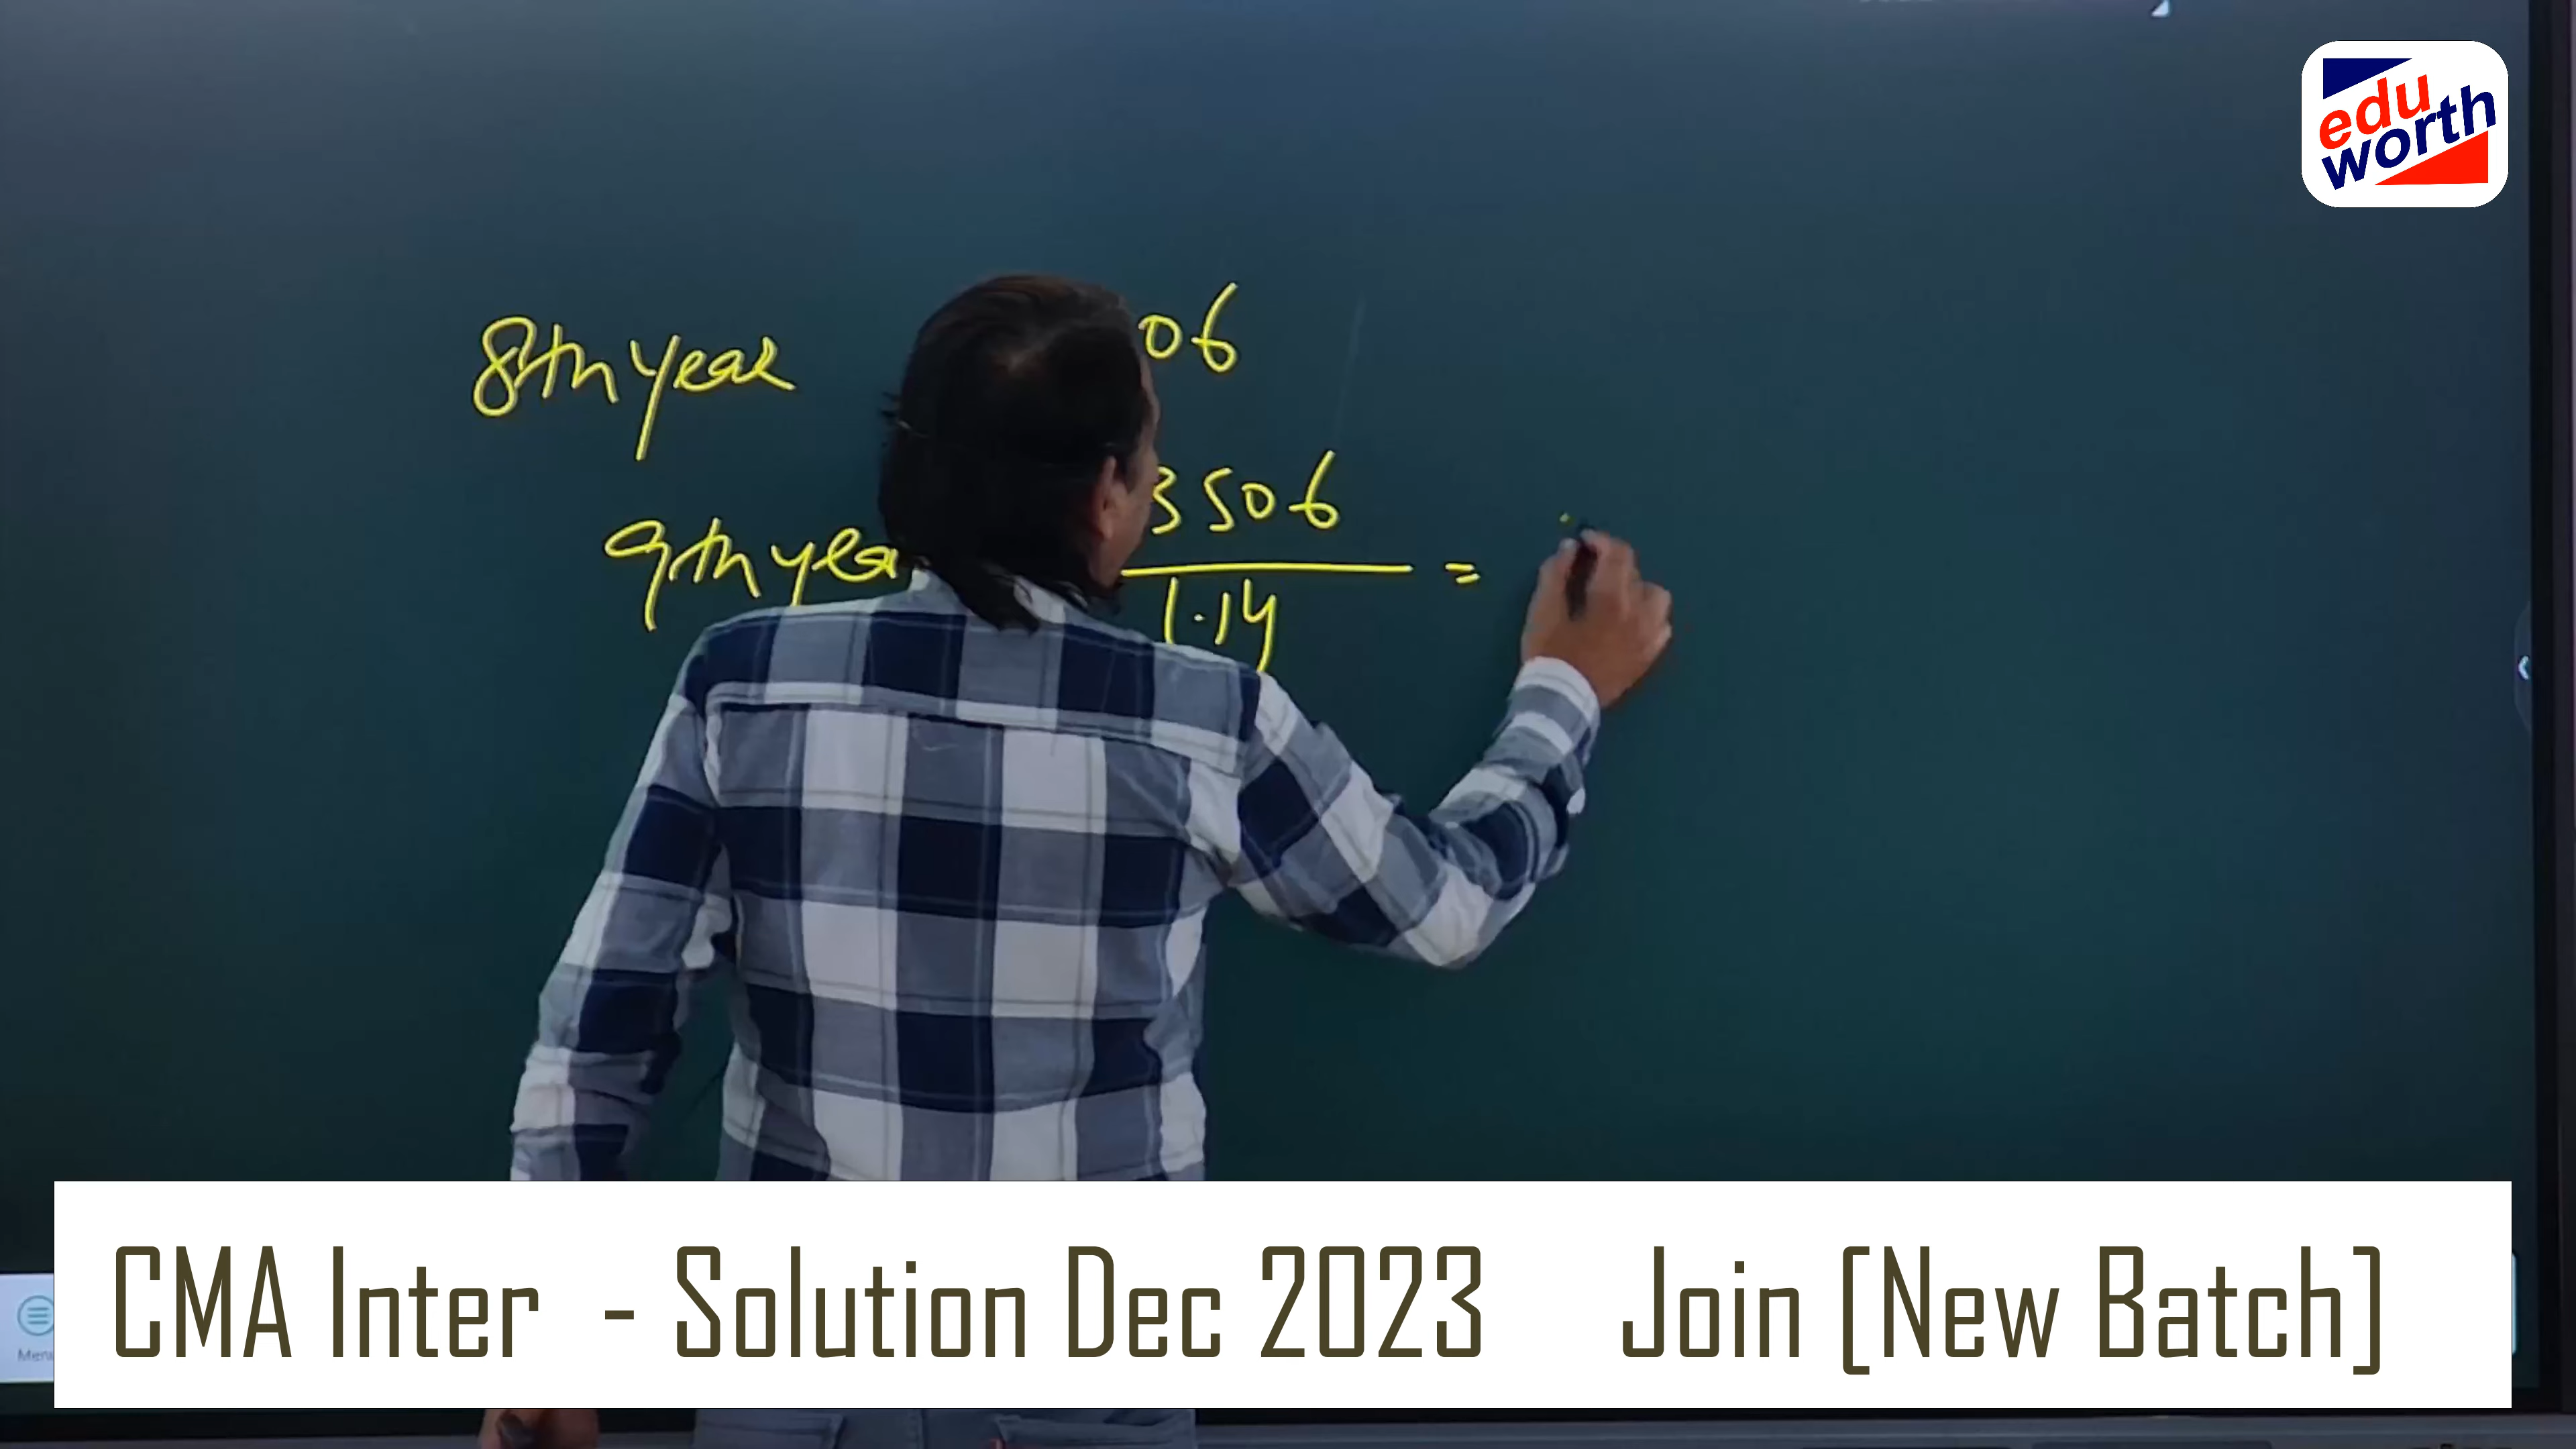 edu
worth
8th year 06
9th yea 3506
1.14 =
CMA Inter - Solution Dec 2023 Join [New Batch]